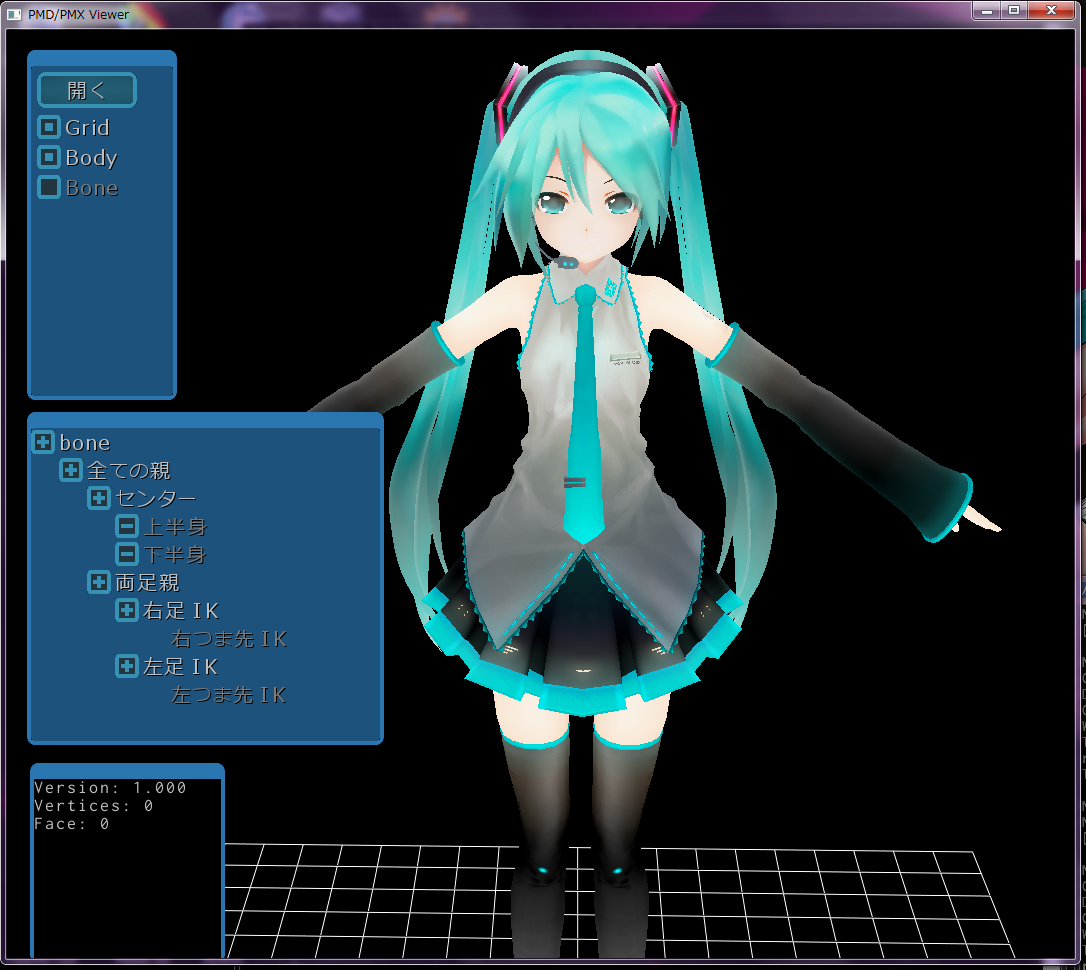 PMD/PMX Viewer
開く
Grid
Body
Bone
bone
全ての親
センター
上半身
下半身
両足親
右足ＩＫ
右つま先ＩＫ
左足ＩＫ
左つま先ＩＫ
Version: 1.000
Vertices: 0
Face: 0